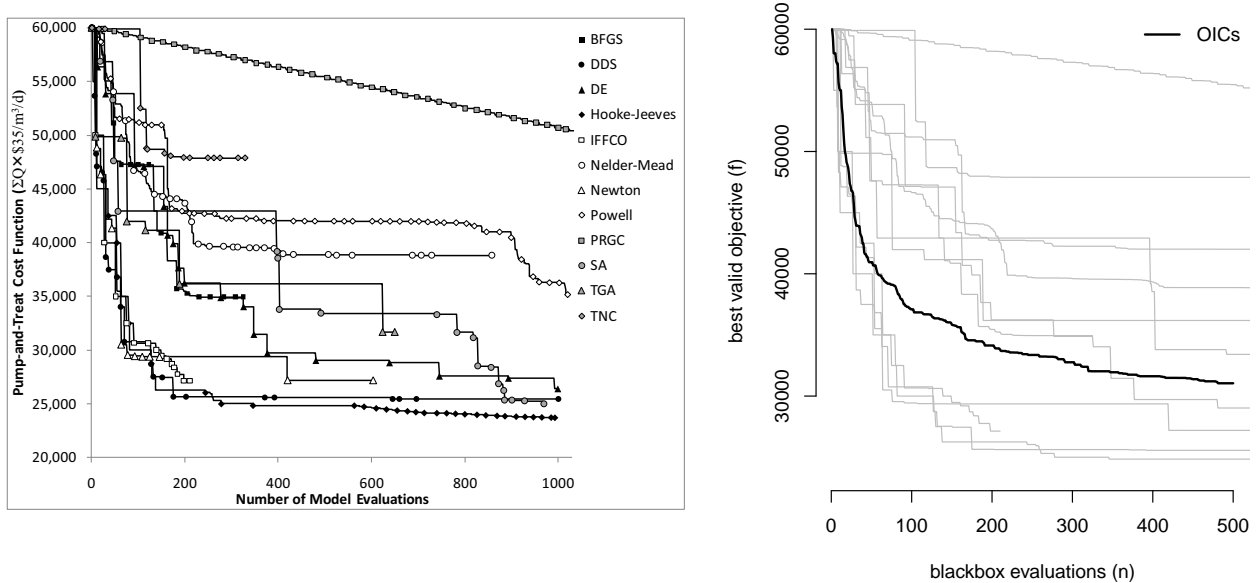 60,000
55,000
50,000
45,000
40,000
35,000
30,000
25,000
20,000
Pump-and-Treat Cost Function (ΣQ×$35/m³/d)
0
200
400
600
800
1000
Number of Model Evaluations
BFGS
DDS
DE
Hooke-Jeeves
IFFCO
Nelder-Mead
Newton
Powell
PRGC
SA
TGA
TNC
OICs
60000
50000
40000
30000
best valid objective (f)
0
100
200
300
400
500
blackbox evaluations (n)